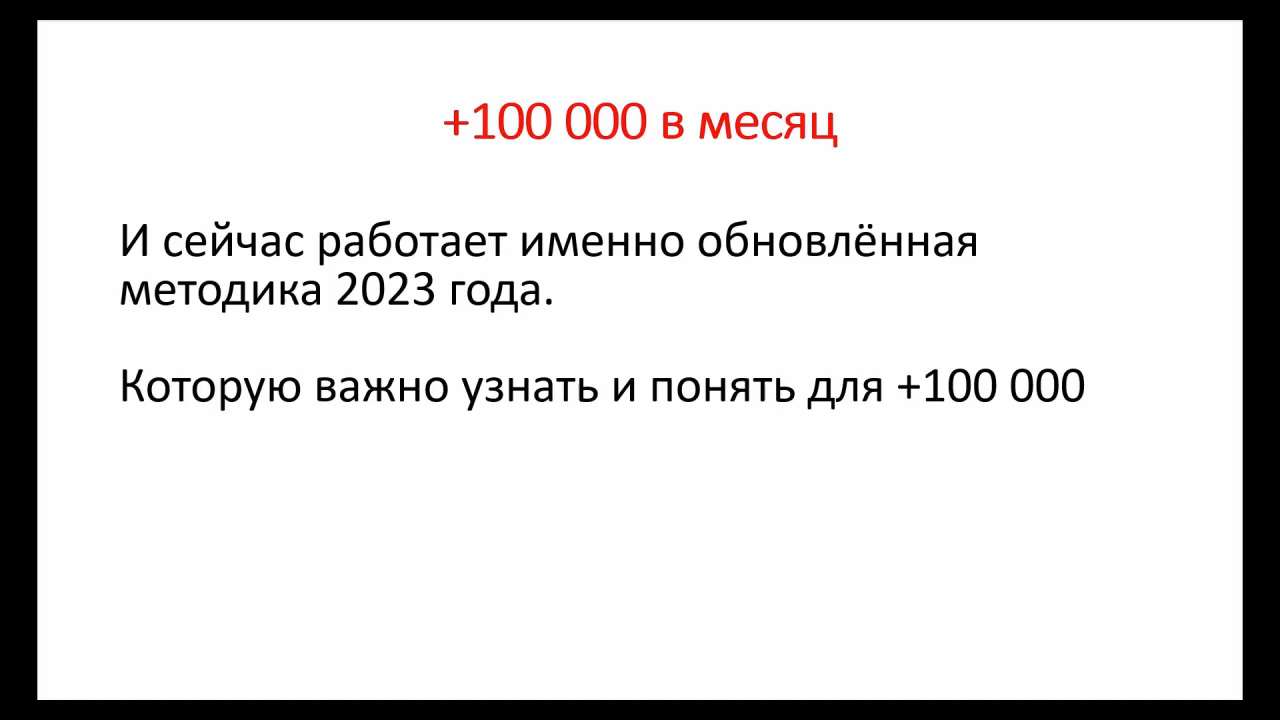 +100 000 в месяц
И сейчас работает именно обновлённая
методика 2023 года.
Которую важно узнать и понять для +100 000